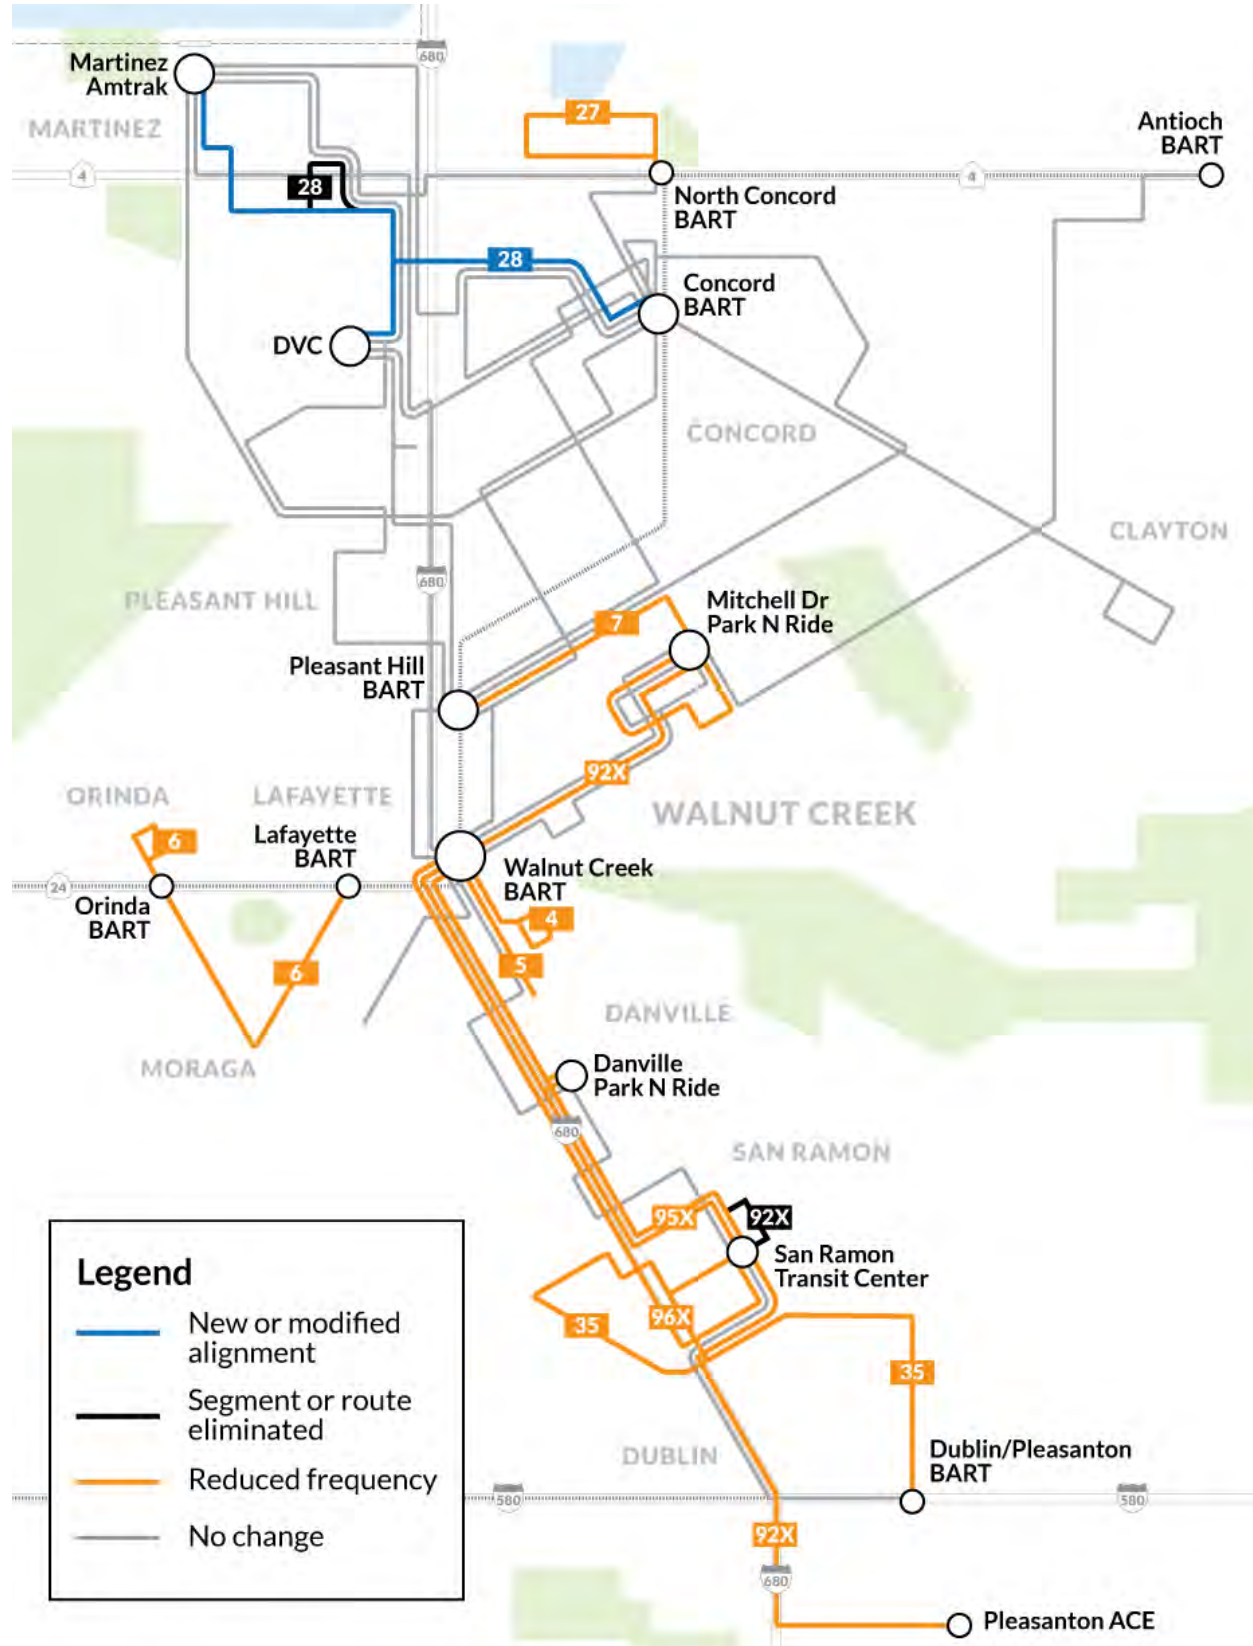 Martinez
Amtrak
680
MARTINEZ
27
Antioch
BART
4
4
28
North Concord
BART
28
Concord
BART
DVC
CONCORD
CLAYTON
680
PLEASANT HILL
Mitchell Dr
Park N Ride
7
Pleasant Hill
BART
92X
ORINDA
LAFAYETTE
WALNUT CREEK
6
Lafayette
BART
Walnut Creek
BART
24
Orinda
BART
4
5
6
DANVILLE
MORAGA
Danville
Park N Ride
680
SAN RAMON
95X
92X
San Ramon
Transit Center
96X
35
35
Legend
New or modified
alignment
Segment or route
eliminated
Reduced frequency
No change
DUBLIN
Dublin/Pleasanton
BART
580
580
92X
680
Pleasanton ACE